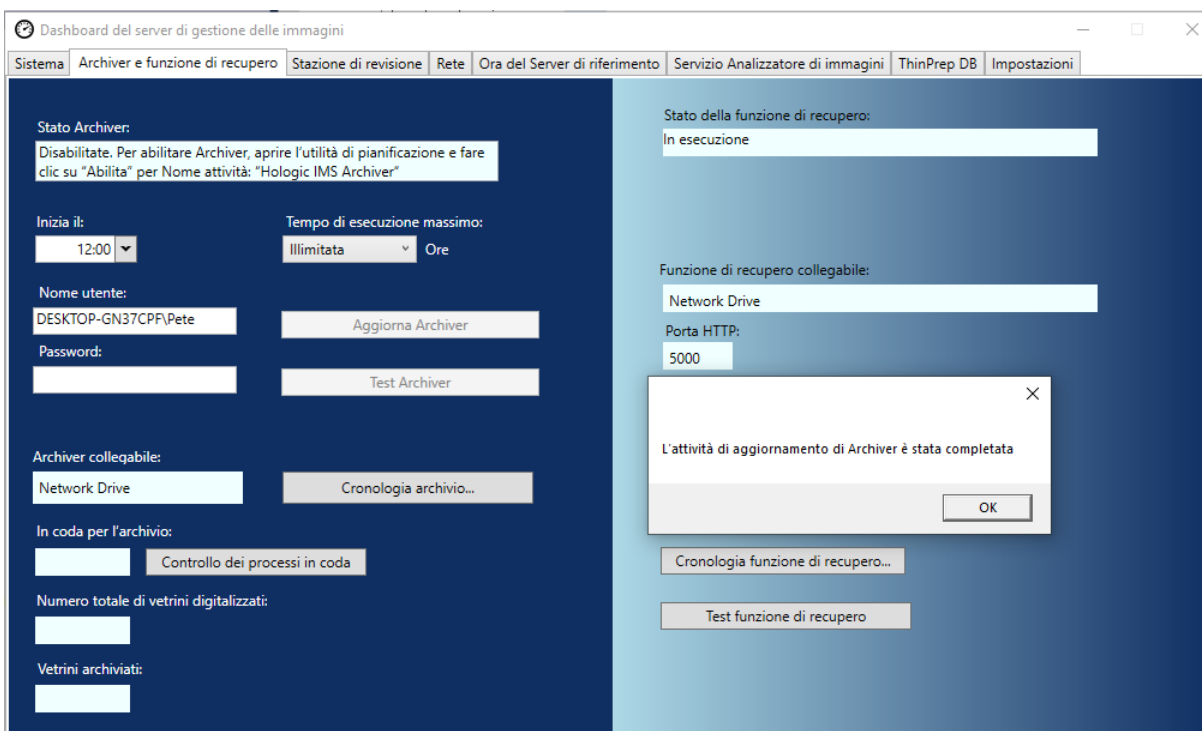 Dashboard del server di gestione delle immagini
Sistema
Archiver e funzione di recupero
Stazione di revisione
Rete
Ora del Server di riferimento
Servizio Analizzatore di immagini
ThinPrep DB
Impostazioni
Stato Archiver:
Disabilitate. Per abilitare Archiver, aprire l’utilità di pianificazione e fare
clic su “Abilita” per Nome attività: “Hologic IMS Archiver”
Inizia il:
12:00
Tempo di esecuzione massimo:
Illimitata
Ore
Nome utente:
DESKTOP-GN37CPF\Pete
Aggiorna Archiver
Password:
Test Archiver
Archiver collegabile:
Network Drive
Cronologia archivio...
In coda per l’archivio:
Controllo dei processi in coda
Numero totale di vetrini digitalizzati:
Vetrini archiviati:
Stato della funzione di recupero:
In esecuzione
Funzione di recupero collegabile:
Network Drive
Porta HTTP:
5000
L'attività di aggiornamento di Archiver è stata completata
OK
Cronologia funzione di recupero...
Test funzione di recupero